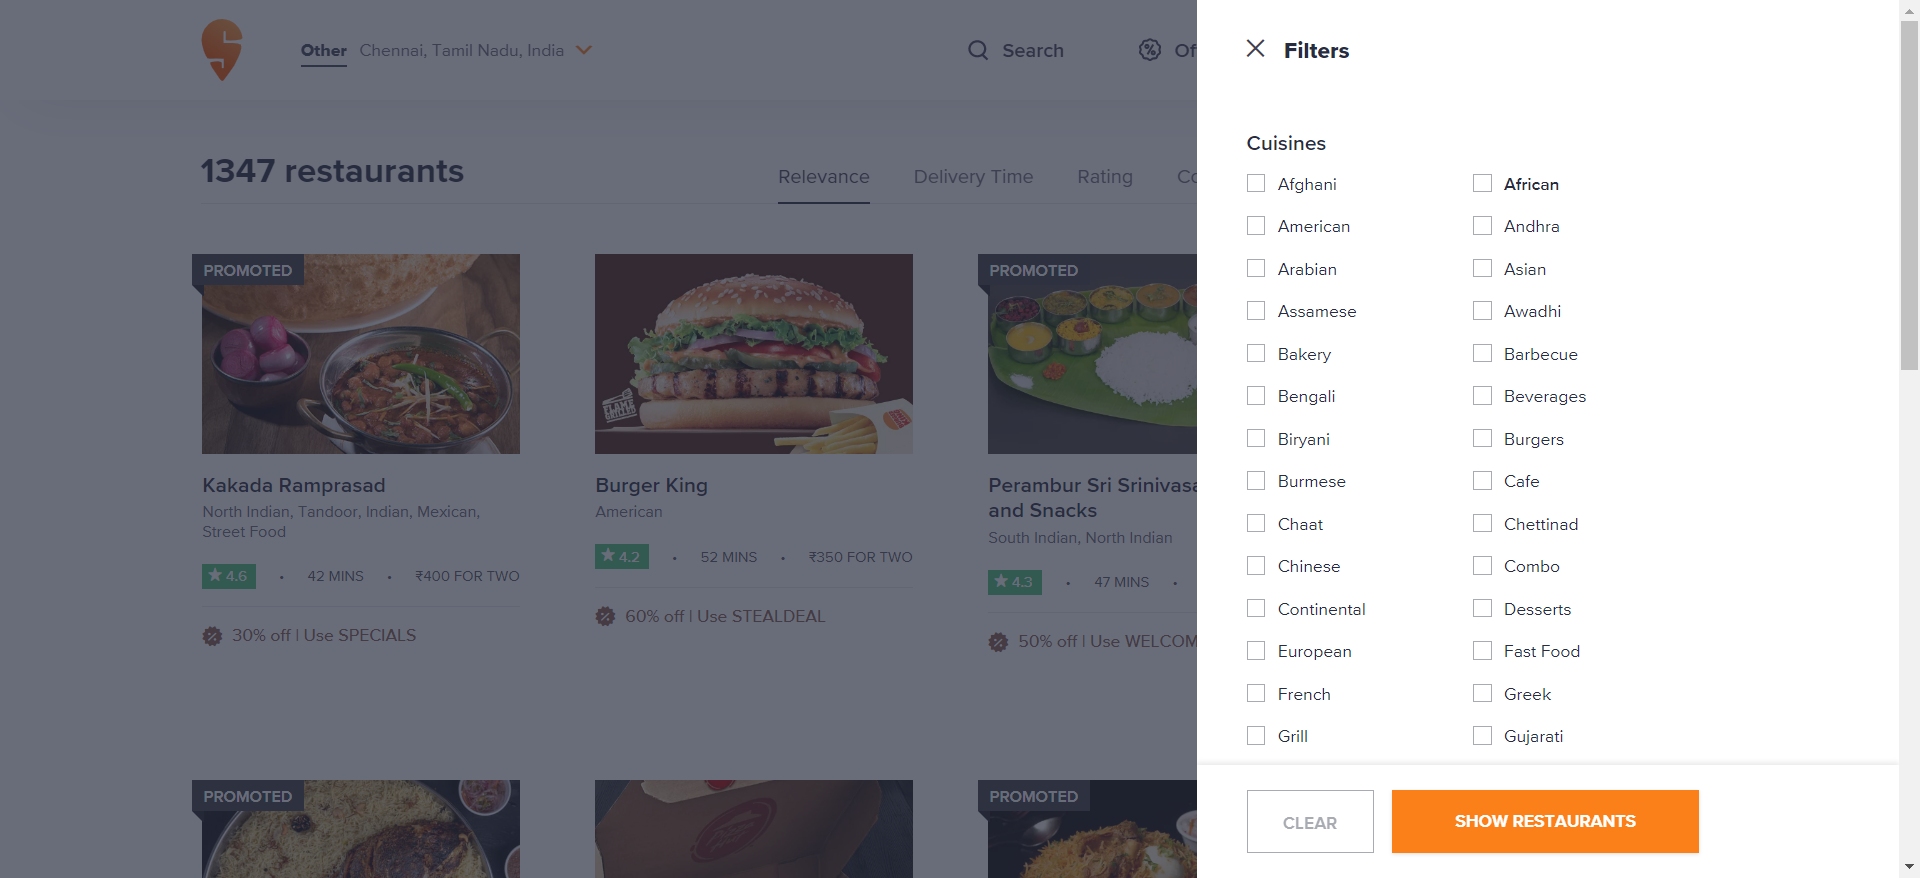 Other Chennai, Tamil Nadu, India
Search
Of
1347 restaurants
Relevance Delivery Time Rating Co
PROMOTED
FLAME GRILLED
Kakada Ramprasad
North Indian, Tandoor, Indian, Mexican,
Street Food
4.6 • 42 MINS • ₹400 FOR TWO
30% off | Use SPECIALS
Burger King
American
4.2 • 52 MINS • ₹350 FOR TWO
60% off | Use STEALDEAL
PROMOTED
Perambur Sri Srinivasa
and Snacks
South Indian, North Indian
4.3 • 47 MINS •
50% off | Use WELCOM
PROMOTED
PROMOTED
Filters
Cuisines
Afghani African
American Andhra
Arabian Asian
Assamese Awadhi
Bakery Barbecue
Bengali Beverages
Biryani Burgers
Burmese Cafe
Chaat Chettinad
Chinese Combo
Continental Desserts
European Fast Food
French Greek
Grill Gujarati
CLEAR SHOW RESTAURANTS